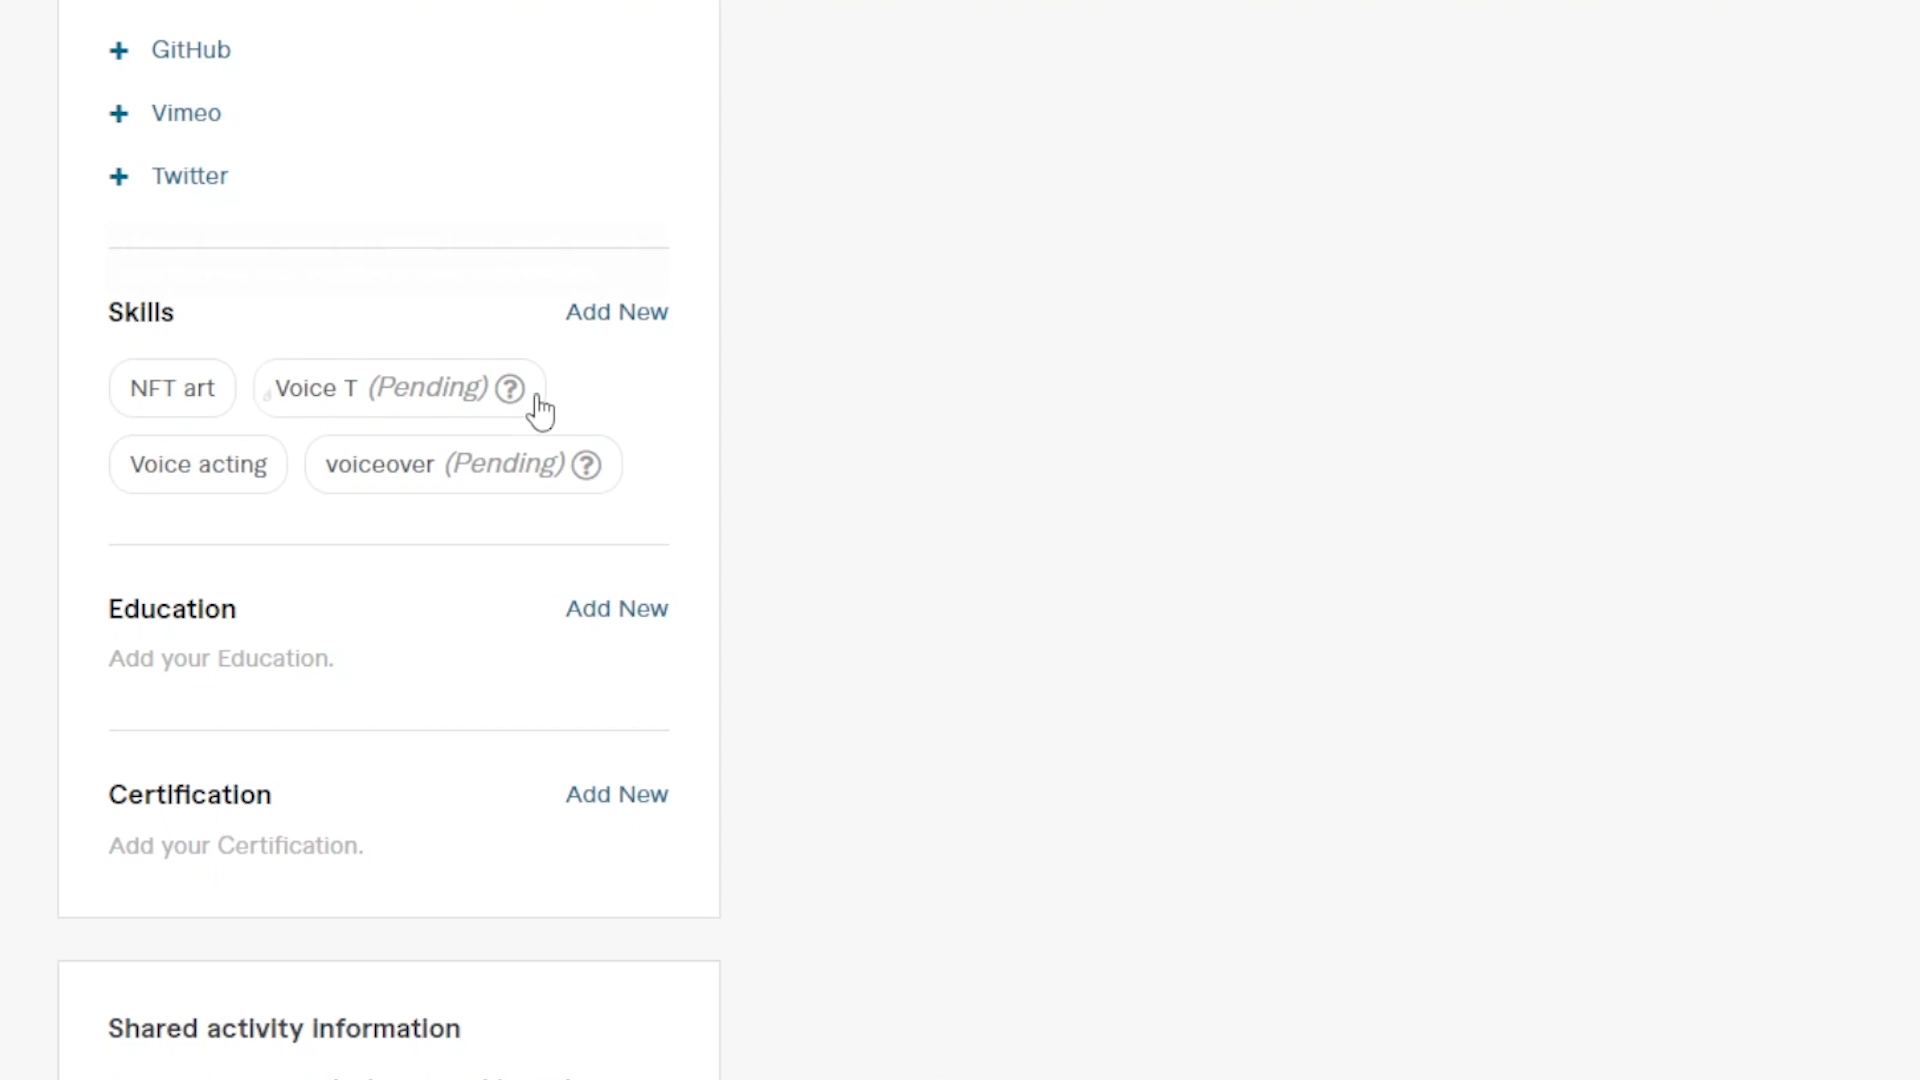 GitHub
Vimeo
Twitter
Skills Add New
NFT art Voice T (Pending) ?
Voice acting voiceover (Pending) ?
Education Add New
Add your Education.
Certification Add New
Add your Certification.
Shared activity information